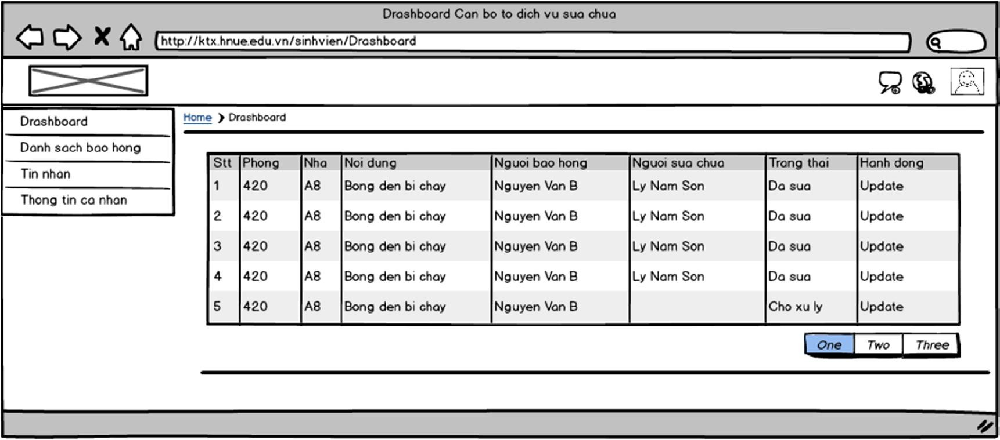 Drashboard Can bo to dich vu sua chua
http://ktx.hnue.edu.vn/sinhvien/Drashboard
Drashboard
Danh sach bao hong
Tin nhan
Thong tin ca nhan
Home Drashboard
Stt Phong Nha Noi dung Nguoi bao hong Nguoi sua chua Trang thai Hanh dong
1 420 A8 Bong den bi chay Nguyen Van B Ly Nam Son Da sua Update
2 420 A8 Bong den bi chay Nguyen Van B Ly Nam Son Da sua Update
3 420 A8 Bong den bi chay Nguyen Van B Ly Nam Son Da sua Update
4 420 A8 Bong den bi chay Nguyen Van B Ly Nam Son Da sua Update
5 420 A8 Bong den bi chay Nguyen Van B Cho xu ly Update
One Two Three